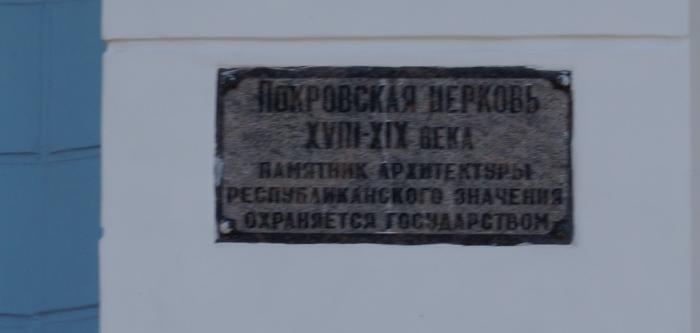 Покровская церковь
XVIII-XIX века
памятник архитектуры
республиканского значения
охраняется государством